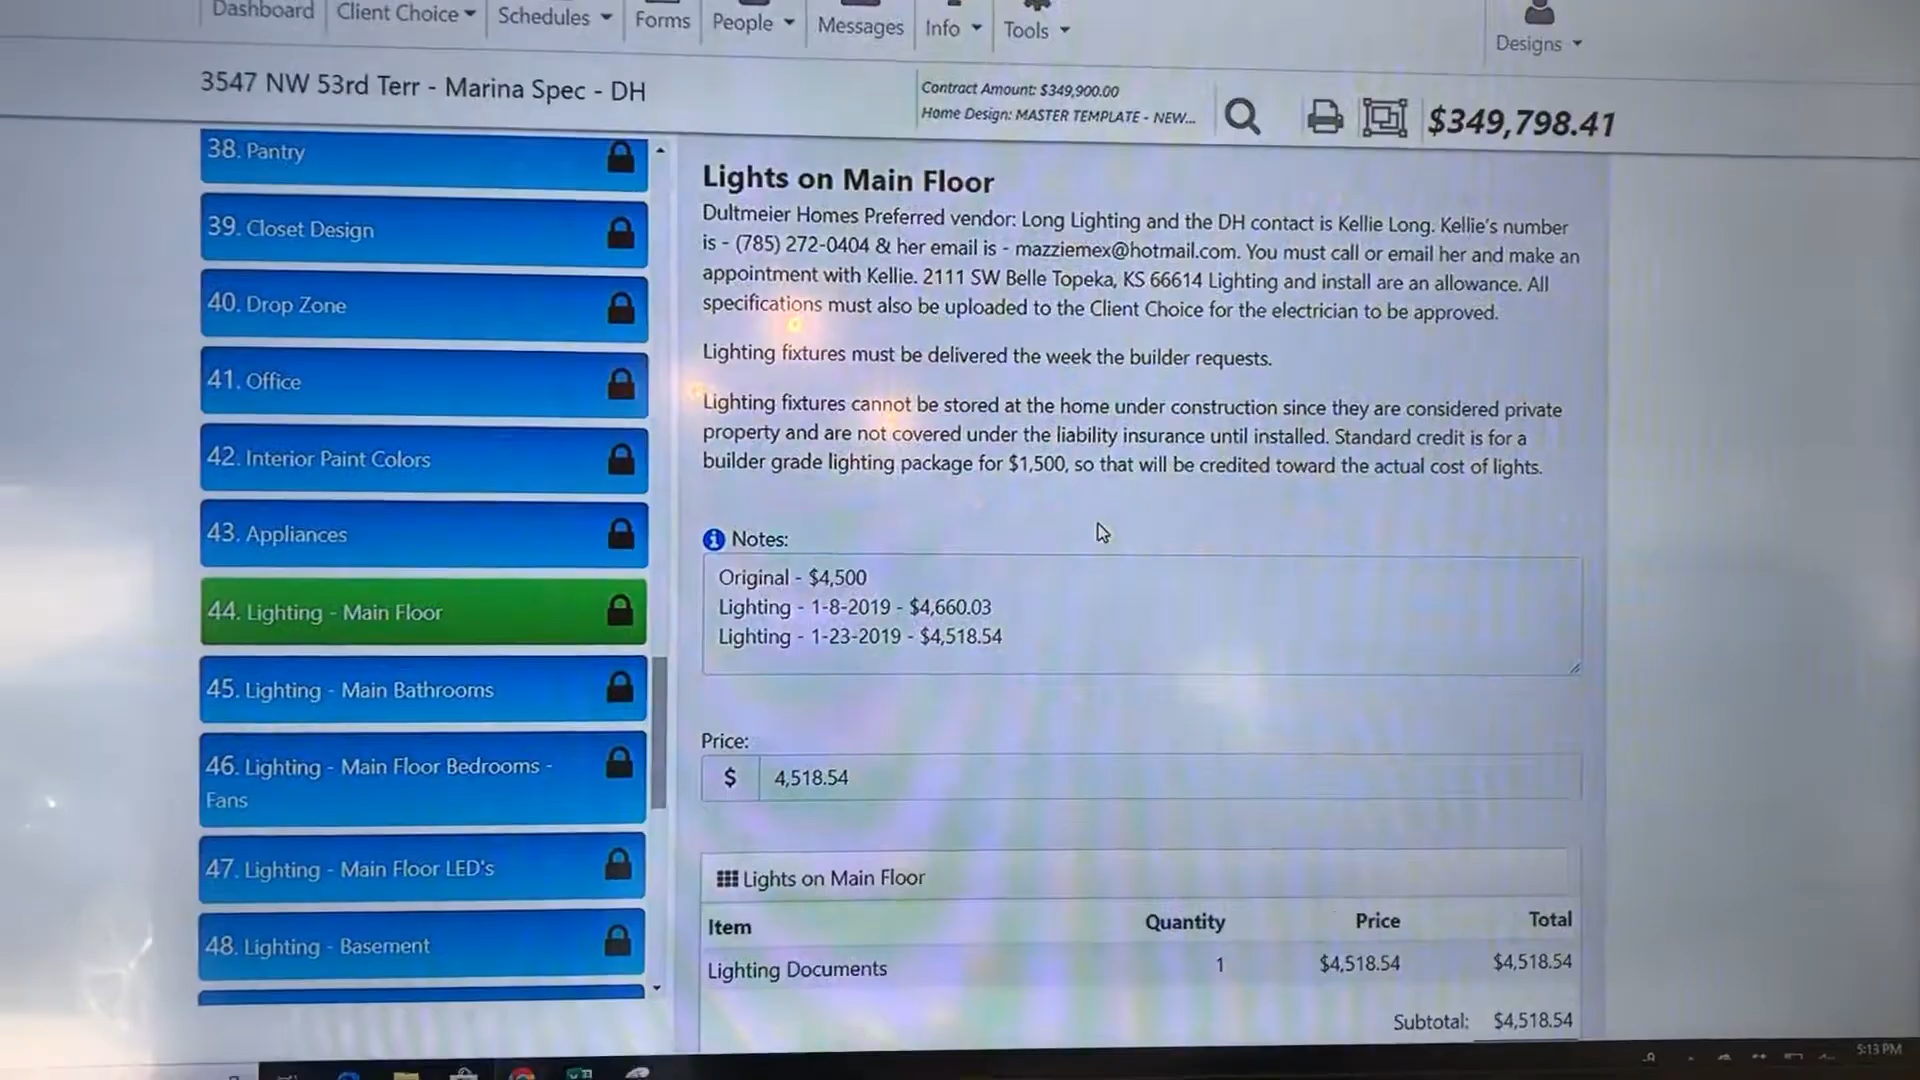 Dashboard Client Choice Schedules Forms People Messages Info Tools Designs
3547 NW 53rd Terr - Marina Spec - DH
Contract Amount: $349,900.00
Home Design: MASTER TEMPLATE - NEW...
$349,798.41
38. Pantry
39. Closet Design
40. Drop Zone
41. Office
42. Interior Paint Colors
43. Appliances
44. Lighting - Main Floor
45. Lighting - Main Bathrooms
46. Lighting - Main Floor Bedrooms -
Fans
47. Lighting - Main Floor LED's
48. Lighting - Basement
Lights on Main Floor
Dultmeier Homes Preferred vendor: Long Lighting and the DH contact is Kellie Long. Kellie's number
is - (785) 272-0404 & her email is - mazziemex@hotmail.com. You must call or email her and make an
appointment with Kellie. 2111 SW Belle Topeka, KS 66614 Lighting and install are an allowance. All
specifications must also be uploaded to the Client Choice for the electrician to be approved.
Lighting fixtures must be delivered the week the builder requests.
Lighting fixtures cannot be stored at the home under construction since they are considered private
property and are not covered under the liability insurance until installed. Standard credit is for a
builder grade lighting package for $1,500, so that will be credited toward the actual cost of lights.
Notes:
Original - $4,500
Lighting - 1-8-2019 - $4,660.03
Lighting - 1-23-2019 - $4,518.54
Price:
$ 4,518.54
Lights on Main Floor
Item Quantity Price Total
Lighting Documents 1 $4,518.54 $4,518.54
Subtotal: $4,518.54
5:13 PM